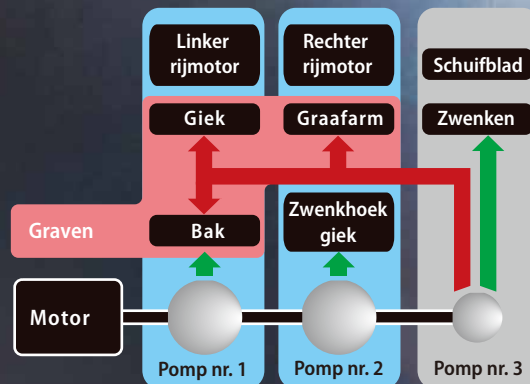 Linker
rijmotor
Rechter
rijmotor
Schuifblad
Giek
Graafarm
Zwenken
Graven
Bak
Zwenkhoek
giek
Motor
Pomp nr. 1
Pomp nr. 2
Pomp nr. 3